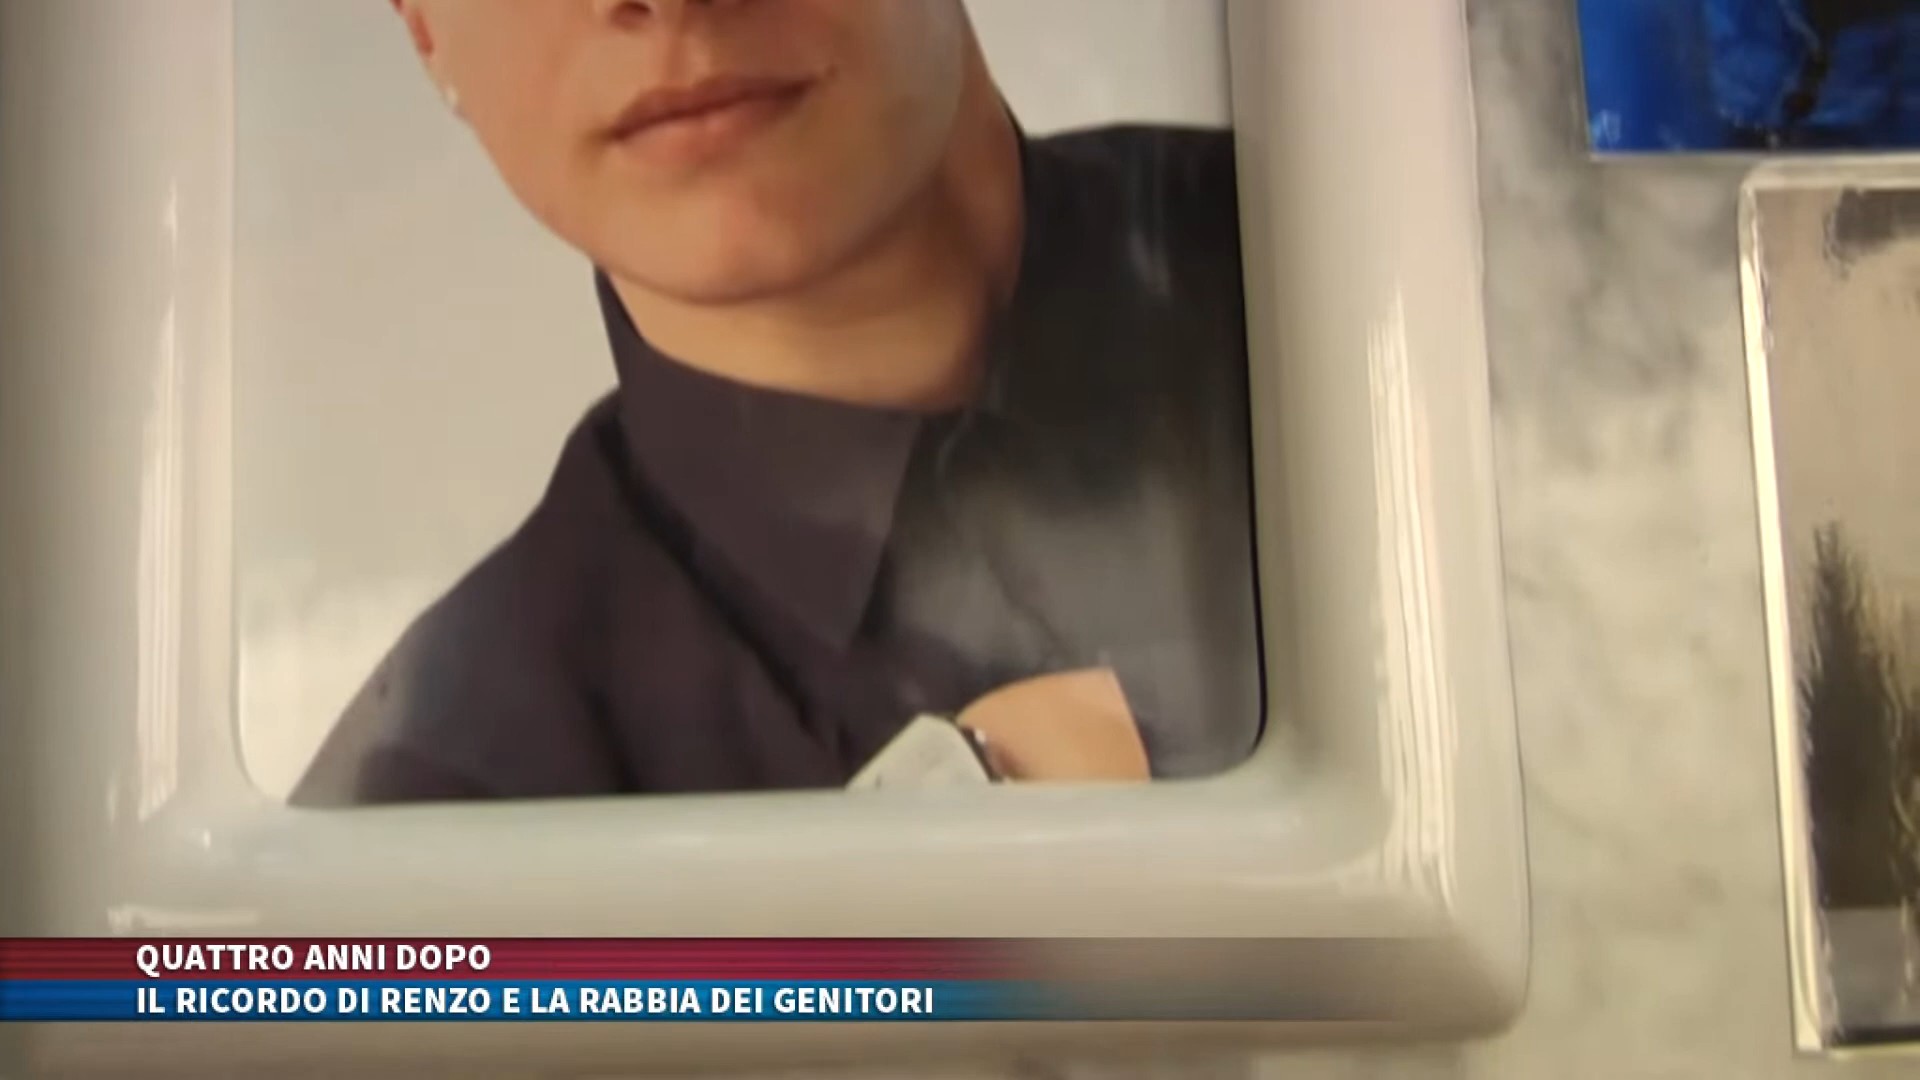 QUATTRO ANNI DOPO
IL RICORDO DI RENZO E LA RABBIA DEI GENITORI